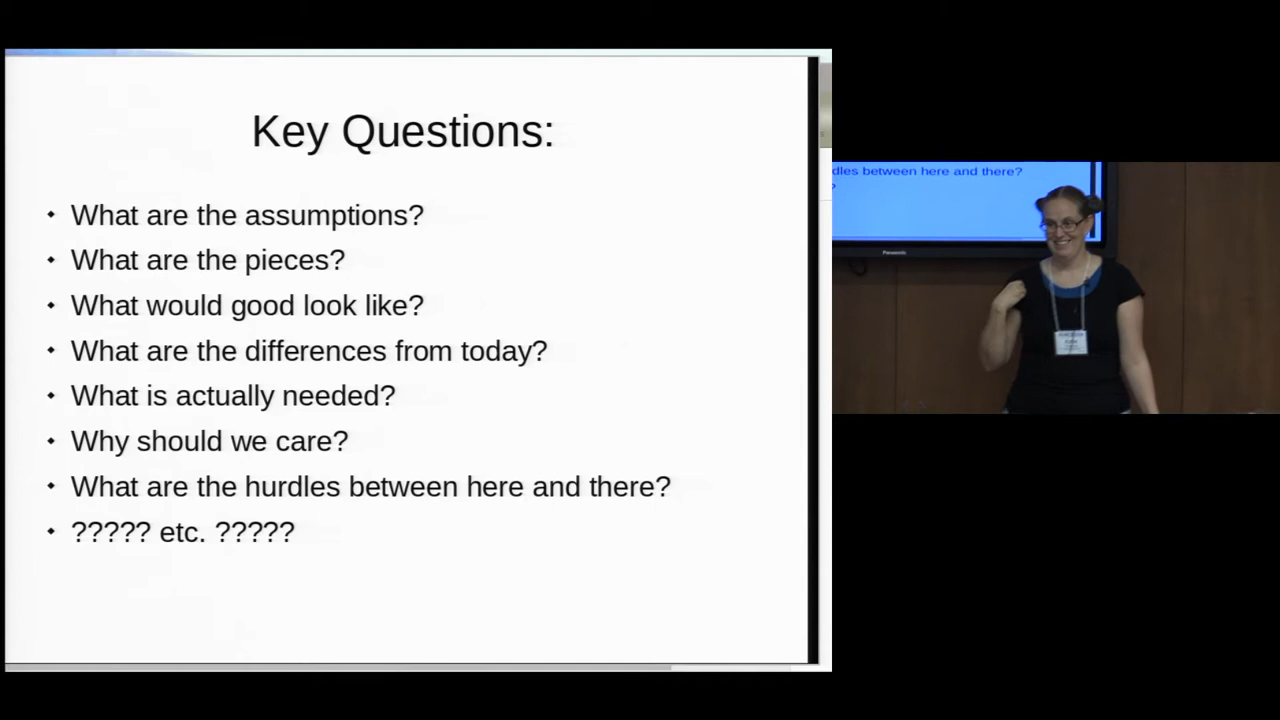 Key Questions:
What are the assumptions?
What are the pieces?
What would good look like?
What are the differences from today?
What is actually needed?
Why should we care?
What are the hurdles between here and there?
????? etc. ?????
dles between here and there?
?
Panasonic